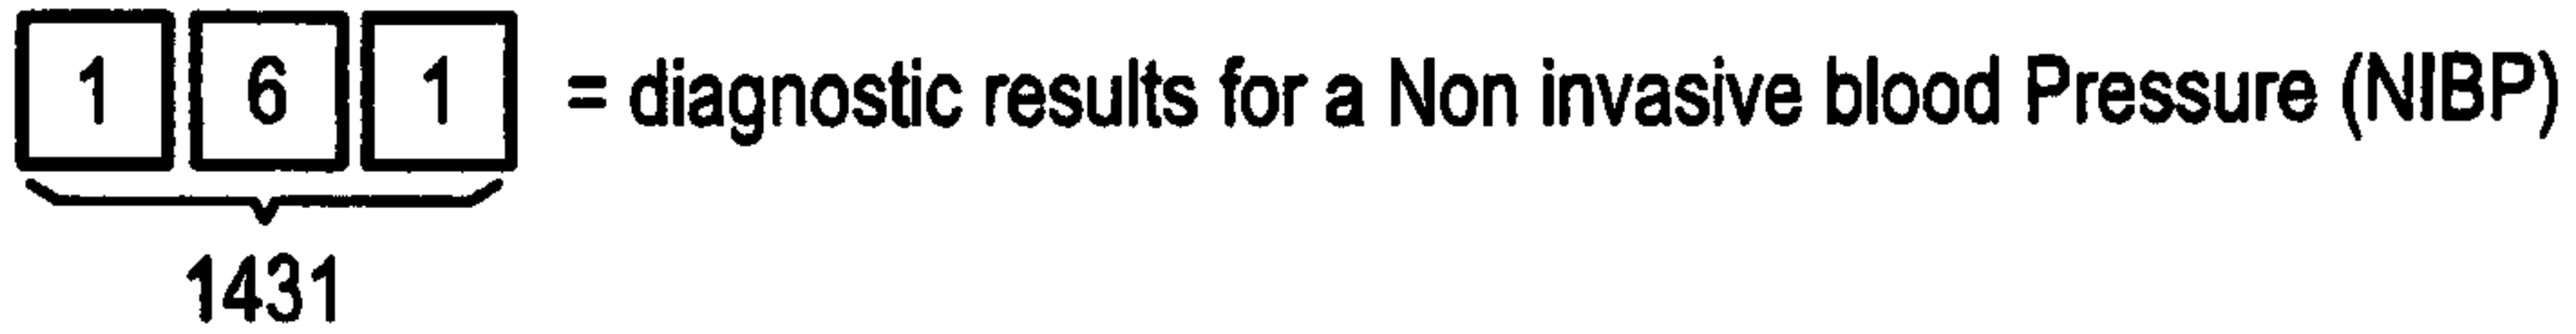 1 6 1 = diagnostic results for a Non invasive blood Pressure (NIBP)
1431